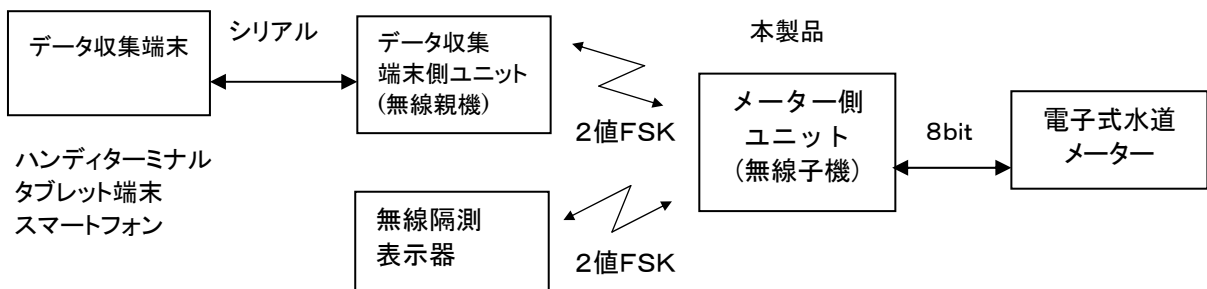 データ収集端末
シリアル
データ収集
端末側ユニット
(無線親機)
ハンディターミナル
タブレット端末
スマートフォン
本製品
2値FSK
メーター側
ユニット
(無線子機)
8bit
電子式水道
メーター
無線隔測
表示器
2値FSK